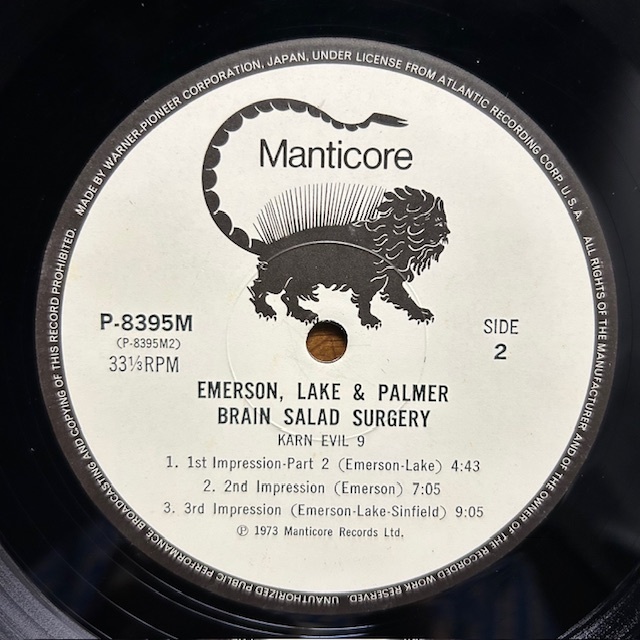 MADE BY WARNER-PIONEER CORPORATION, JAPAN, UNDER LICENSE FROM ATLANTIC RECORDING CORP. U.S.A. ALL RIGHTS OF THE MANUFACTURER AND OF THE OWNER OF THE RECORDED WORK RESERVED. UNAUTHORIZED PUBLIC PERFORMANCE BROADCASTING AND COPYING OF THIS RECORD PROHIBITED.
Manticore
P-8395M
(P-8395M2)
33⅓RPM
SIDE
2
EMERSON, LAKE & PALMER
BRAIN SALAD SURGERY
KARN EVIL 9
1. 1st Impression-Part 2 (Emerson-Lake) 4:43
2. 2nd Impression (Emerson) 7:05
3. 3rd Impression (Emerson-Lake-Sinfield) 9:05
℗ 1973 Manticore Records Ltd.